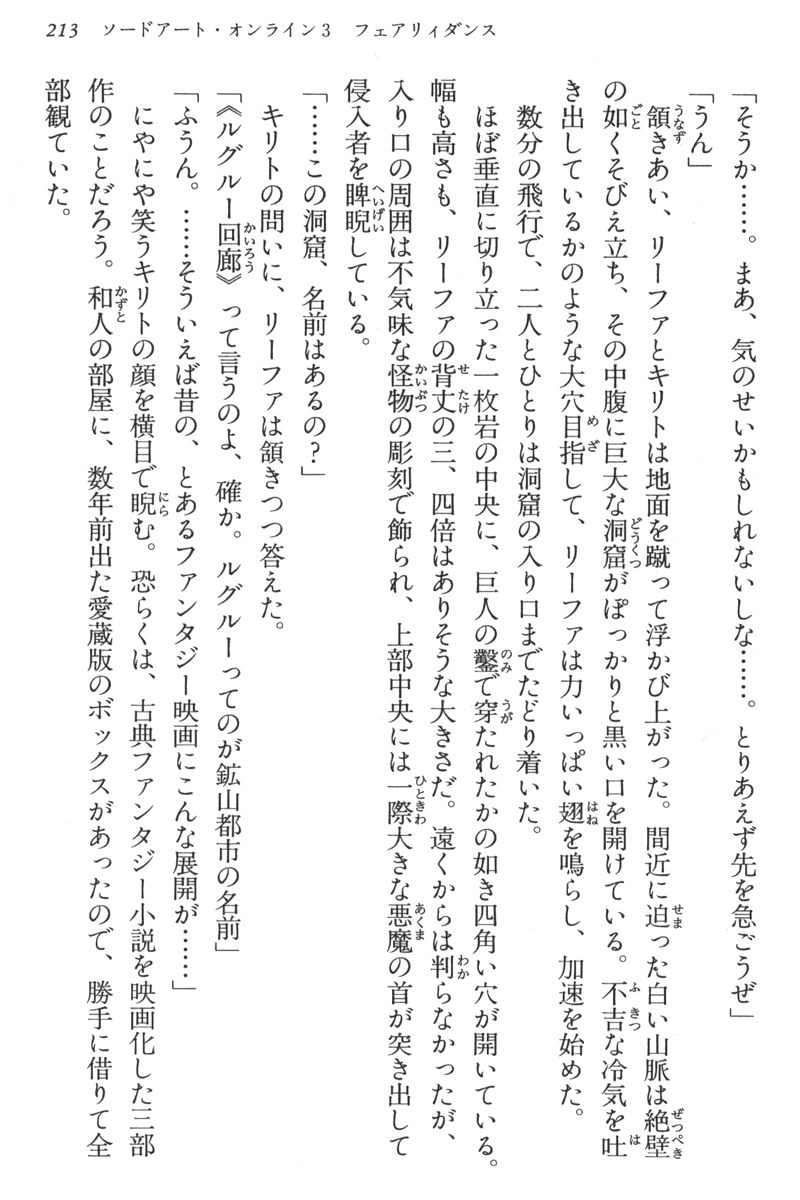 213　ソードアート・オンライン3　フェアリィダンス
「そうか……。まあ、気のせいかもしれないしな……。とりあえず先を急ごうぜ」
「うん」
　頷きあい、リーファとキリトは地面を蹴って浮かび上がった。間近に迫った白い山脈は絶壁
の如くそびえ立ち、その中腹に巨大な洞窟がぽっかりと黒い口を開けている。不吉な冷気を吐
き出しているかのような大穴目指して、リーファは力いっぱい翅を鳴らし、加速を始めた。
　数分の飛行で、二人とひとりは洞窟の入り口までたどり着いた。
　ほぼ垂直に切り立った一枚岩の中央に、巨人の鑿で穿たれたかの如き四角い穴が開いている。
幅も高さも、リーファの背丈の三、四倍はありそうな大きさだ。遠くからは判らなかったが、
入り口の周囲は不気味な怪物の彫刻で飾られ、上部中央には一際大きな悪魔の首が突き出して
侵入者を睥睨している。
「……この洞窟、名前はあるの？」
　キリトの問いに、リーファは頷きつつ答えた。
「《ルグルー回廊》って言うのよ、確か。ルグルーってのが鉱山都市の名前」
「ふうん。……そういえば昔の、とあるファンタジー映画にこんな展開が……」
　にやにや笑うキリトの顔を横目で睨む。恐らくは、古典ファンタジー小説を映画化した三部
作のことだろう。和人の部屋に、数年前出た愛蔵版のボックスがあったので、勝手に借りて全
部観ていた。